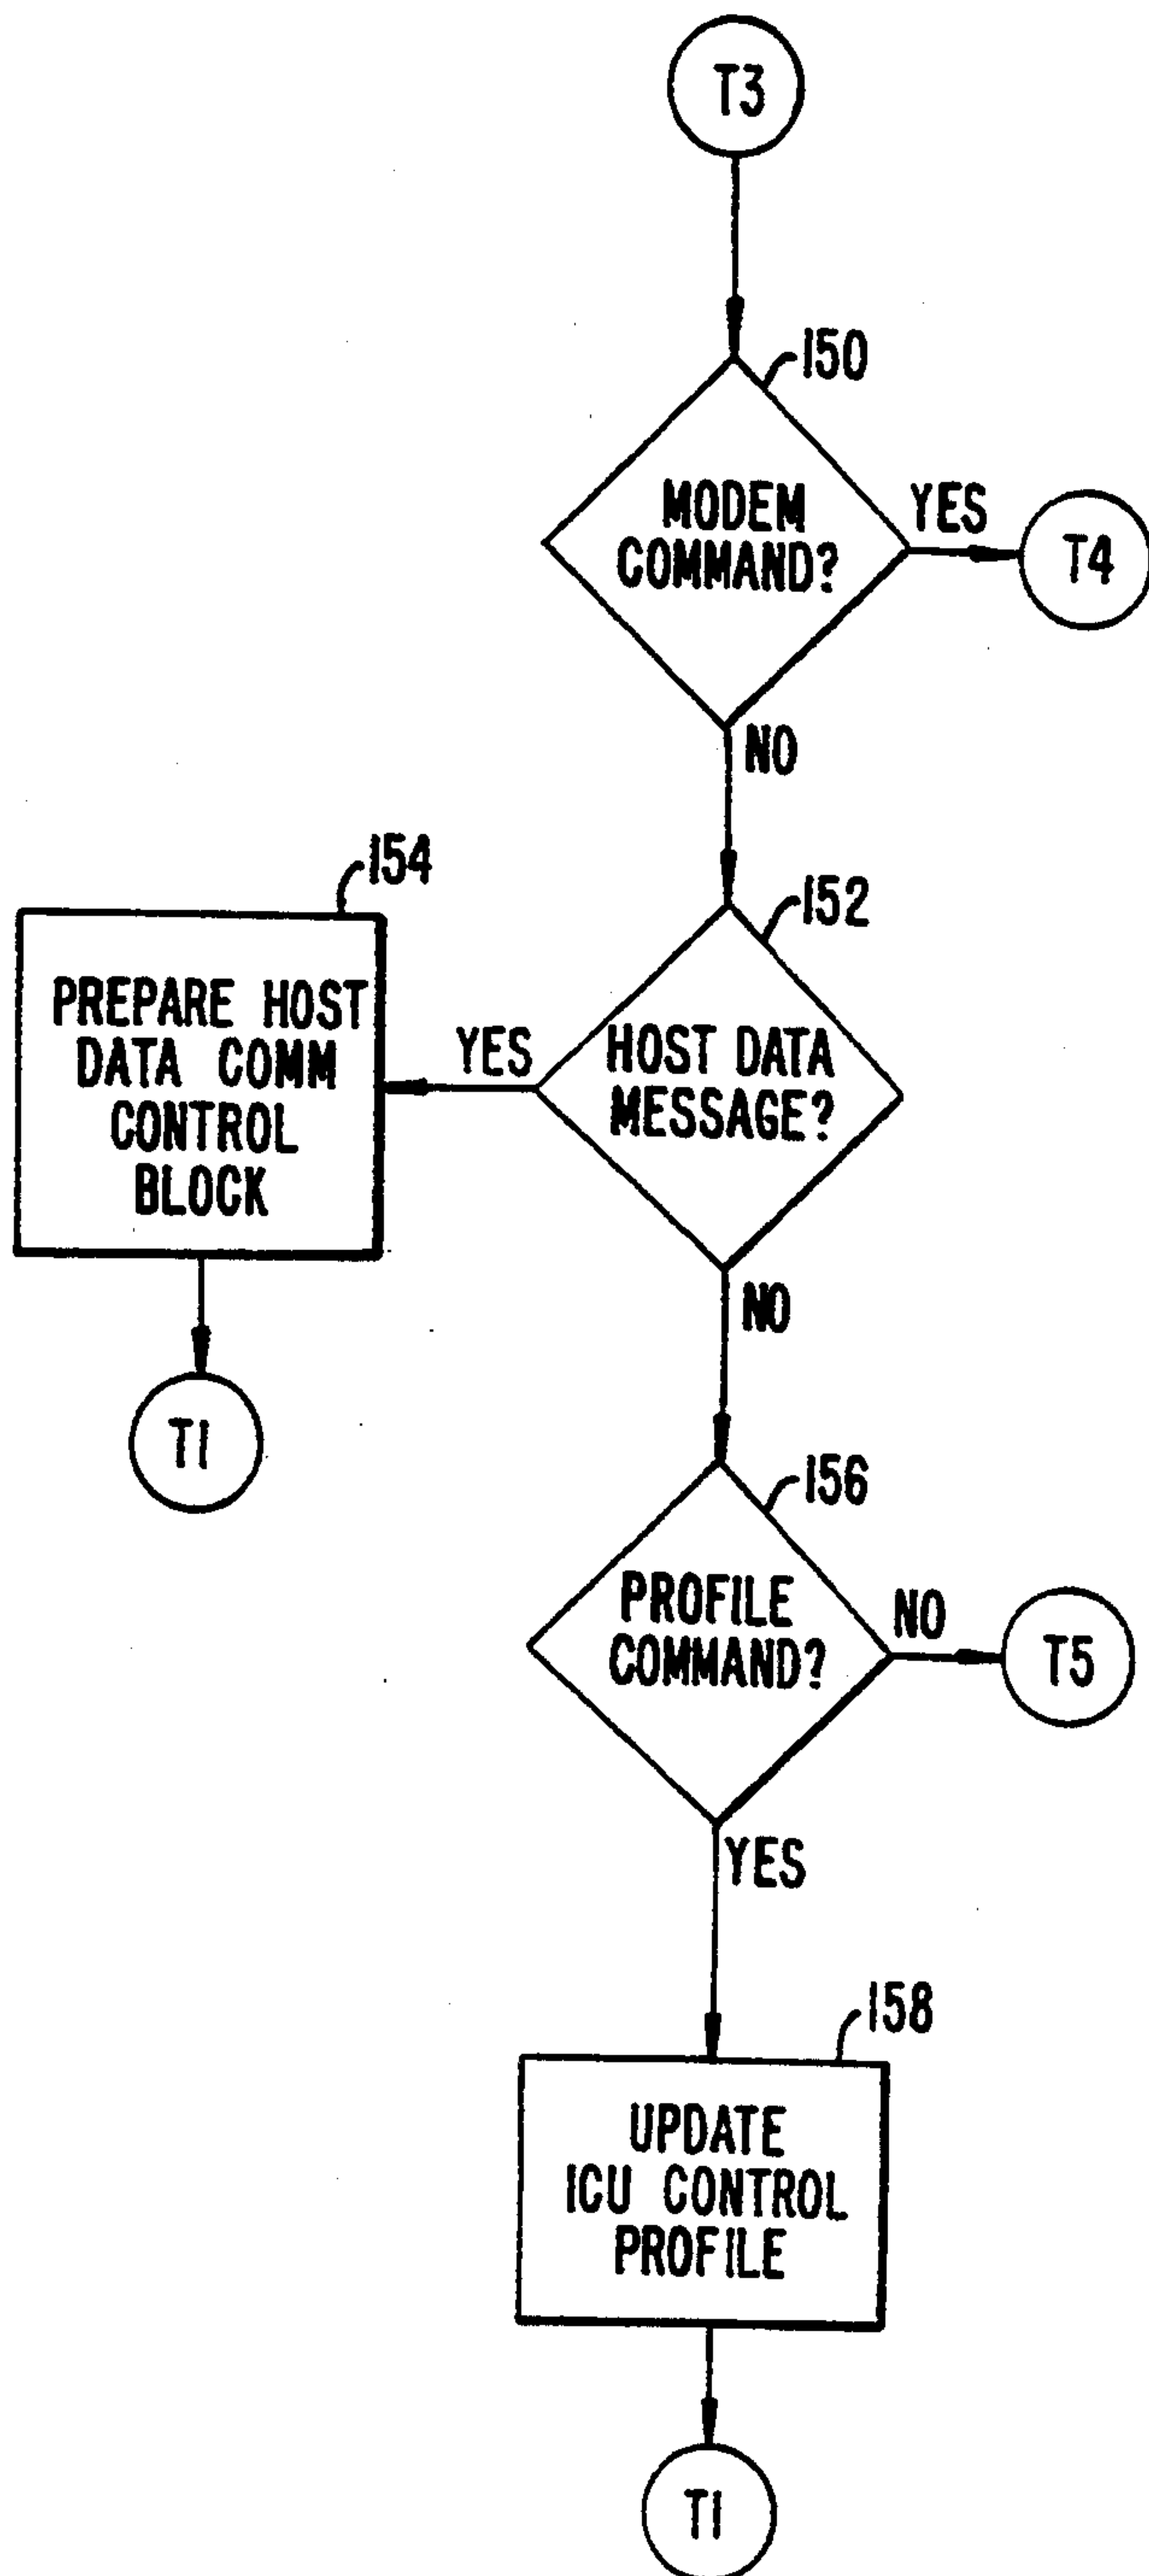 T3
150
MODEM
COMMAND?
YES
T4
NO
154
152
PREPARE HOST
DATA COMM
CONTROL
BLOCK
YES
HOST DATA
MESSAGE?
NO
T1
156
PROFILE
COMMAND?
NO
T5
YES
158
UPDATE
ICU CONTROL
PROFILE
T1